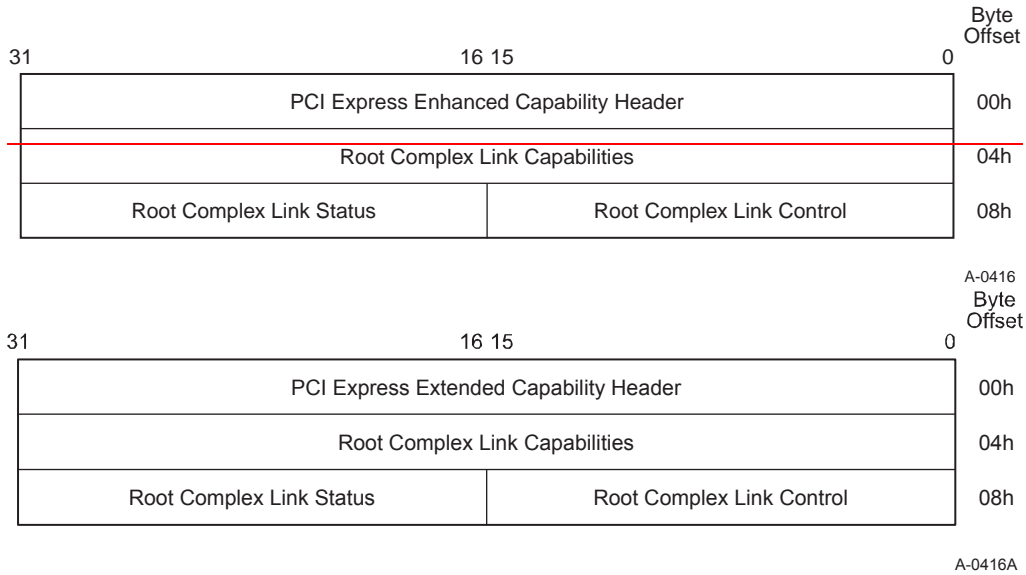 Byte
Offset
31 16 15 0
PCI Express Enhanced Capability Header 00h
Root Complex Link Capabilities 04h
Root Complex Link Status Root Complex Link Control 08h
A-0416
Byte
Offset
31 16 15 0
PCI Express Extended Capability Header 00h
Root Complex Link Capabilities 04h
Root Complex Link Status Root Complex Link Control 08h
A-0416A